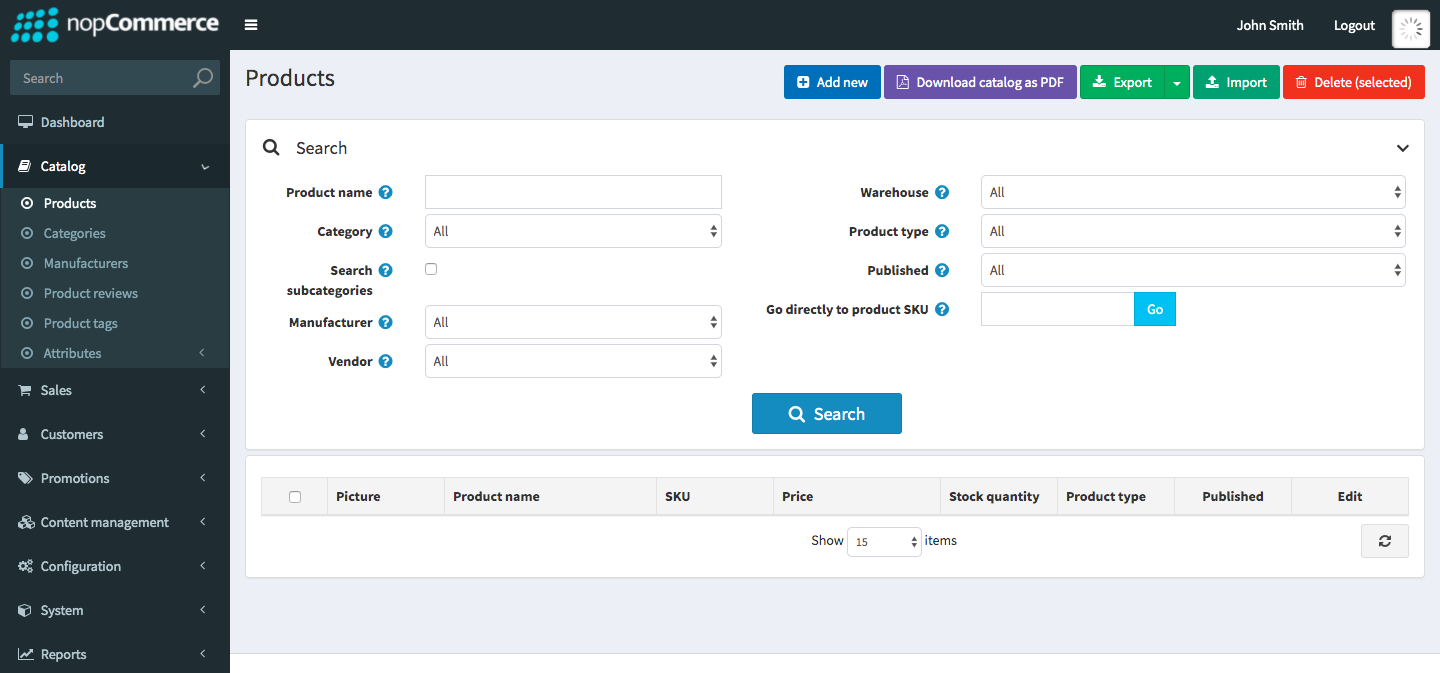 nopCommerce
John Smith
Logout
Search
Dashboard
Catalog
Products
Categories
Manufacturers
Product reviews
Product tags
Attributes
Sales
Customers
Promotions
Content management
Configuration
System
Reports
Products
Add new
Download catalog as PDF
Export
Import
Delete (selected)
Search
Product name
Category
All
Search
subcategories
Manufacturer
All
Vendor
All
Warehouse
All
Product type
All
Published
All
Go directly to product SKU
Go
Search
Picture
Product name
SKU
Price
Stock quantity
Product type
Published
Edit
Show 15 items